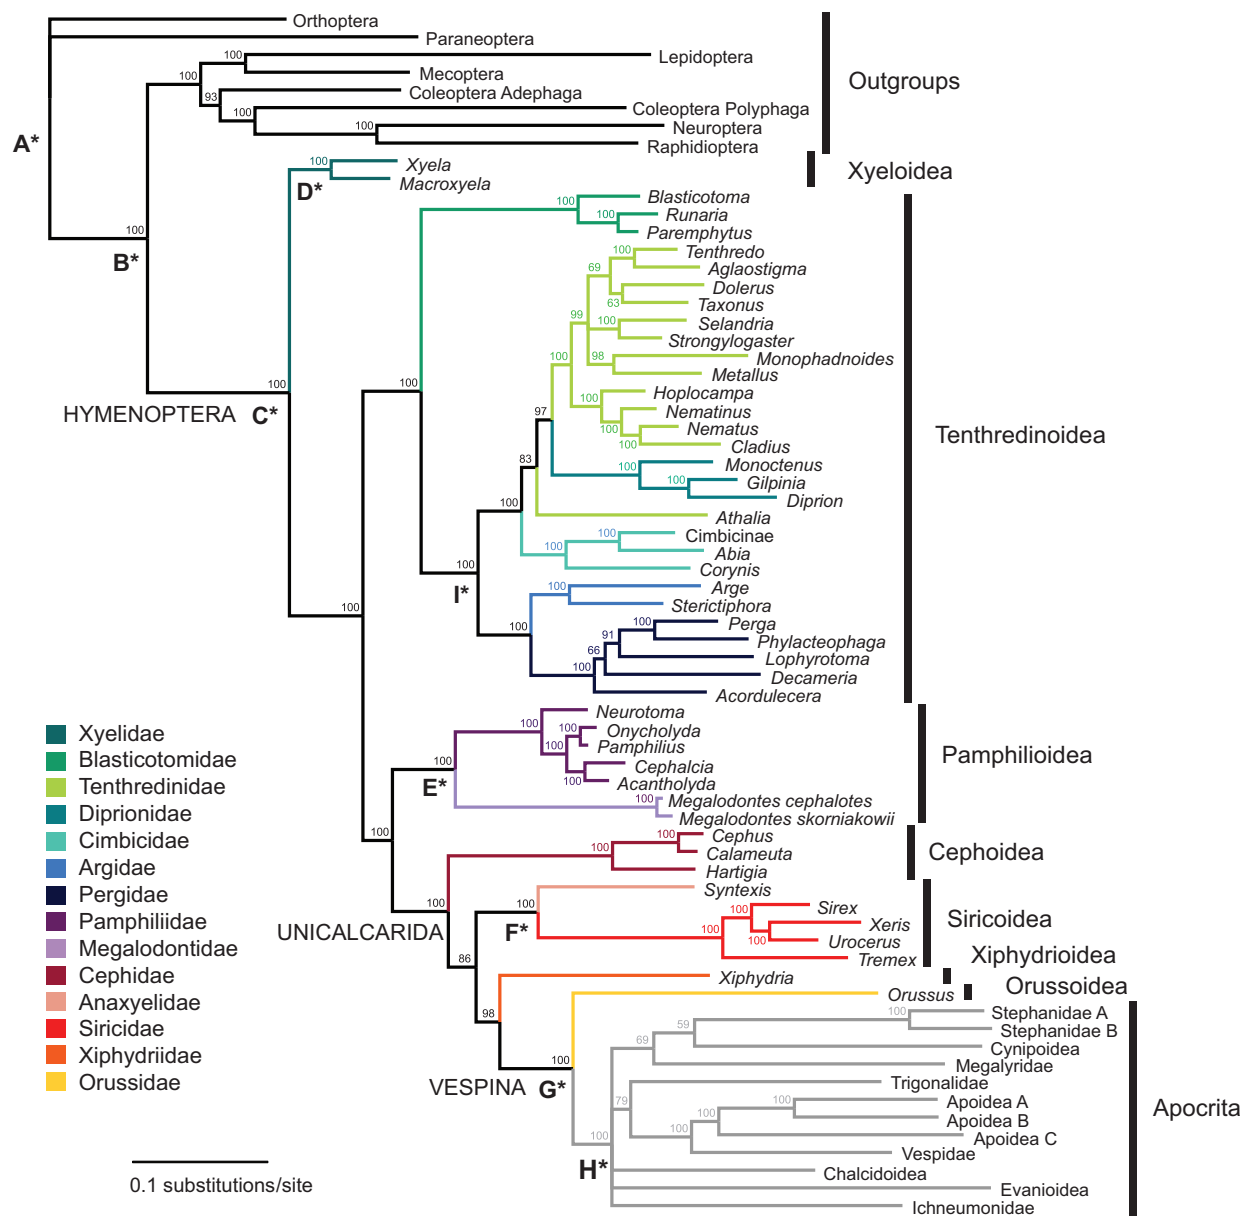 Orthoptera
Paraneoptera
100
Lepidoptera
100
Mecoptera
Outgroups
93
Coleoptera Adephaga
100
Coleoptera Polyphaga
100
Neuroptera
A*
Raphidioptera
100
Xyela
Xyeloidea
D*
Macroxyela
100
Blasticotoma
100
Runaria
Paremphytus
100
B*
100
Tenthredo
69
Aglaostigma
Dolerus
63
Taxonus
99
100
Selandria
Strongylogaster
100
98
Monophadnoides
Metallus
100
HYMENOPTERA
C*
100
100
Hoplocampa
Nematinus
97
100
Nematus
100
Cladius
Tenthredinoidea
83
100
Monoctenus
100
Gilpinia
Diprion
100
Athalia
100
Cimbicinae
100
Abia
Corynis
100
I*
100
Arge
Sterictiphora
100
100
100
Perga
91
Phylacteophaga
66
Lophyrotoma
100
Decameria
Acordulecera
100
Neurotoma
100
Onycholyda
100
Pamphilius
Pamphilioidea
100
E*
Cephalcia
100
Acantholyda
100
Megalodontes cephalotes
Megalodontes skorniakowii
100
100
Cephus
Calameuta
Cephoidea
Hartigia
100
UNICALCARIDA
Syntexis
100
F*
100
Sirex
Siricoidea
100
Xeris
100
Urocerus
Tremex
86
Xiphydrioidea
Xiphydria
98
Orussoidea
Orussus
100
VESPINA
G*
100
Stephanidae A
59
Stephanidae B
69
Cynipoidea
Megalyridae
Trigonalidae
79
100
Apoidea A
Apocrita
100
Apoidea B
100
Apoidea C
100
Vespidae
H*
Chalcidoidea
Evanioidea
Ichneumonidae
Xyelidae
Blasticotomidae
Tenthredinidae
Diprionidae
Cimbicidae
Argidae
Pergidae
Pamphiliidae
Megalodontidae
Cephidae
Anaxyelidae
Siricidae
Xiphydriidae
Orussidae
0.1 substitutions/site